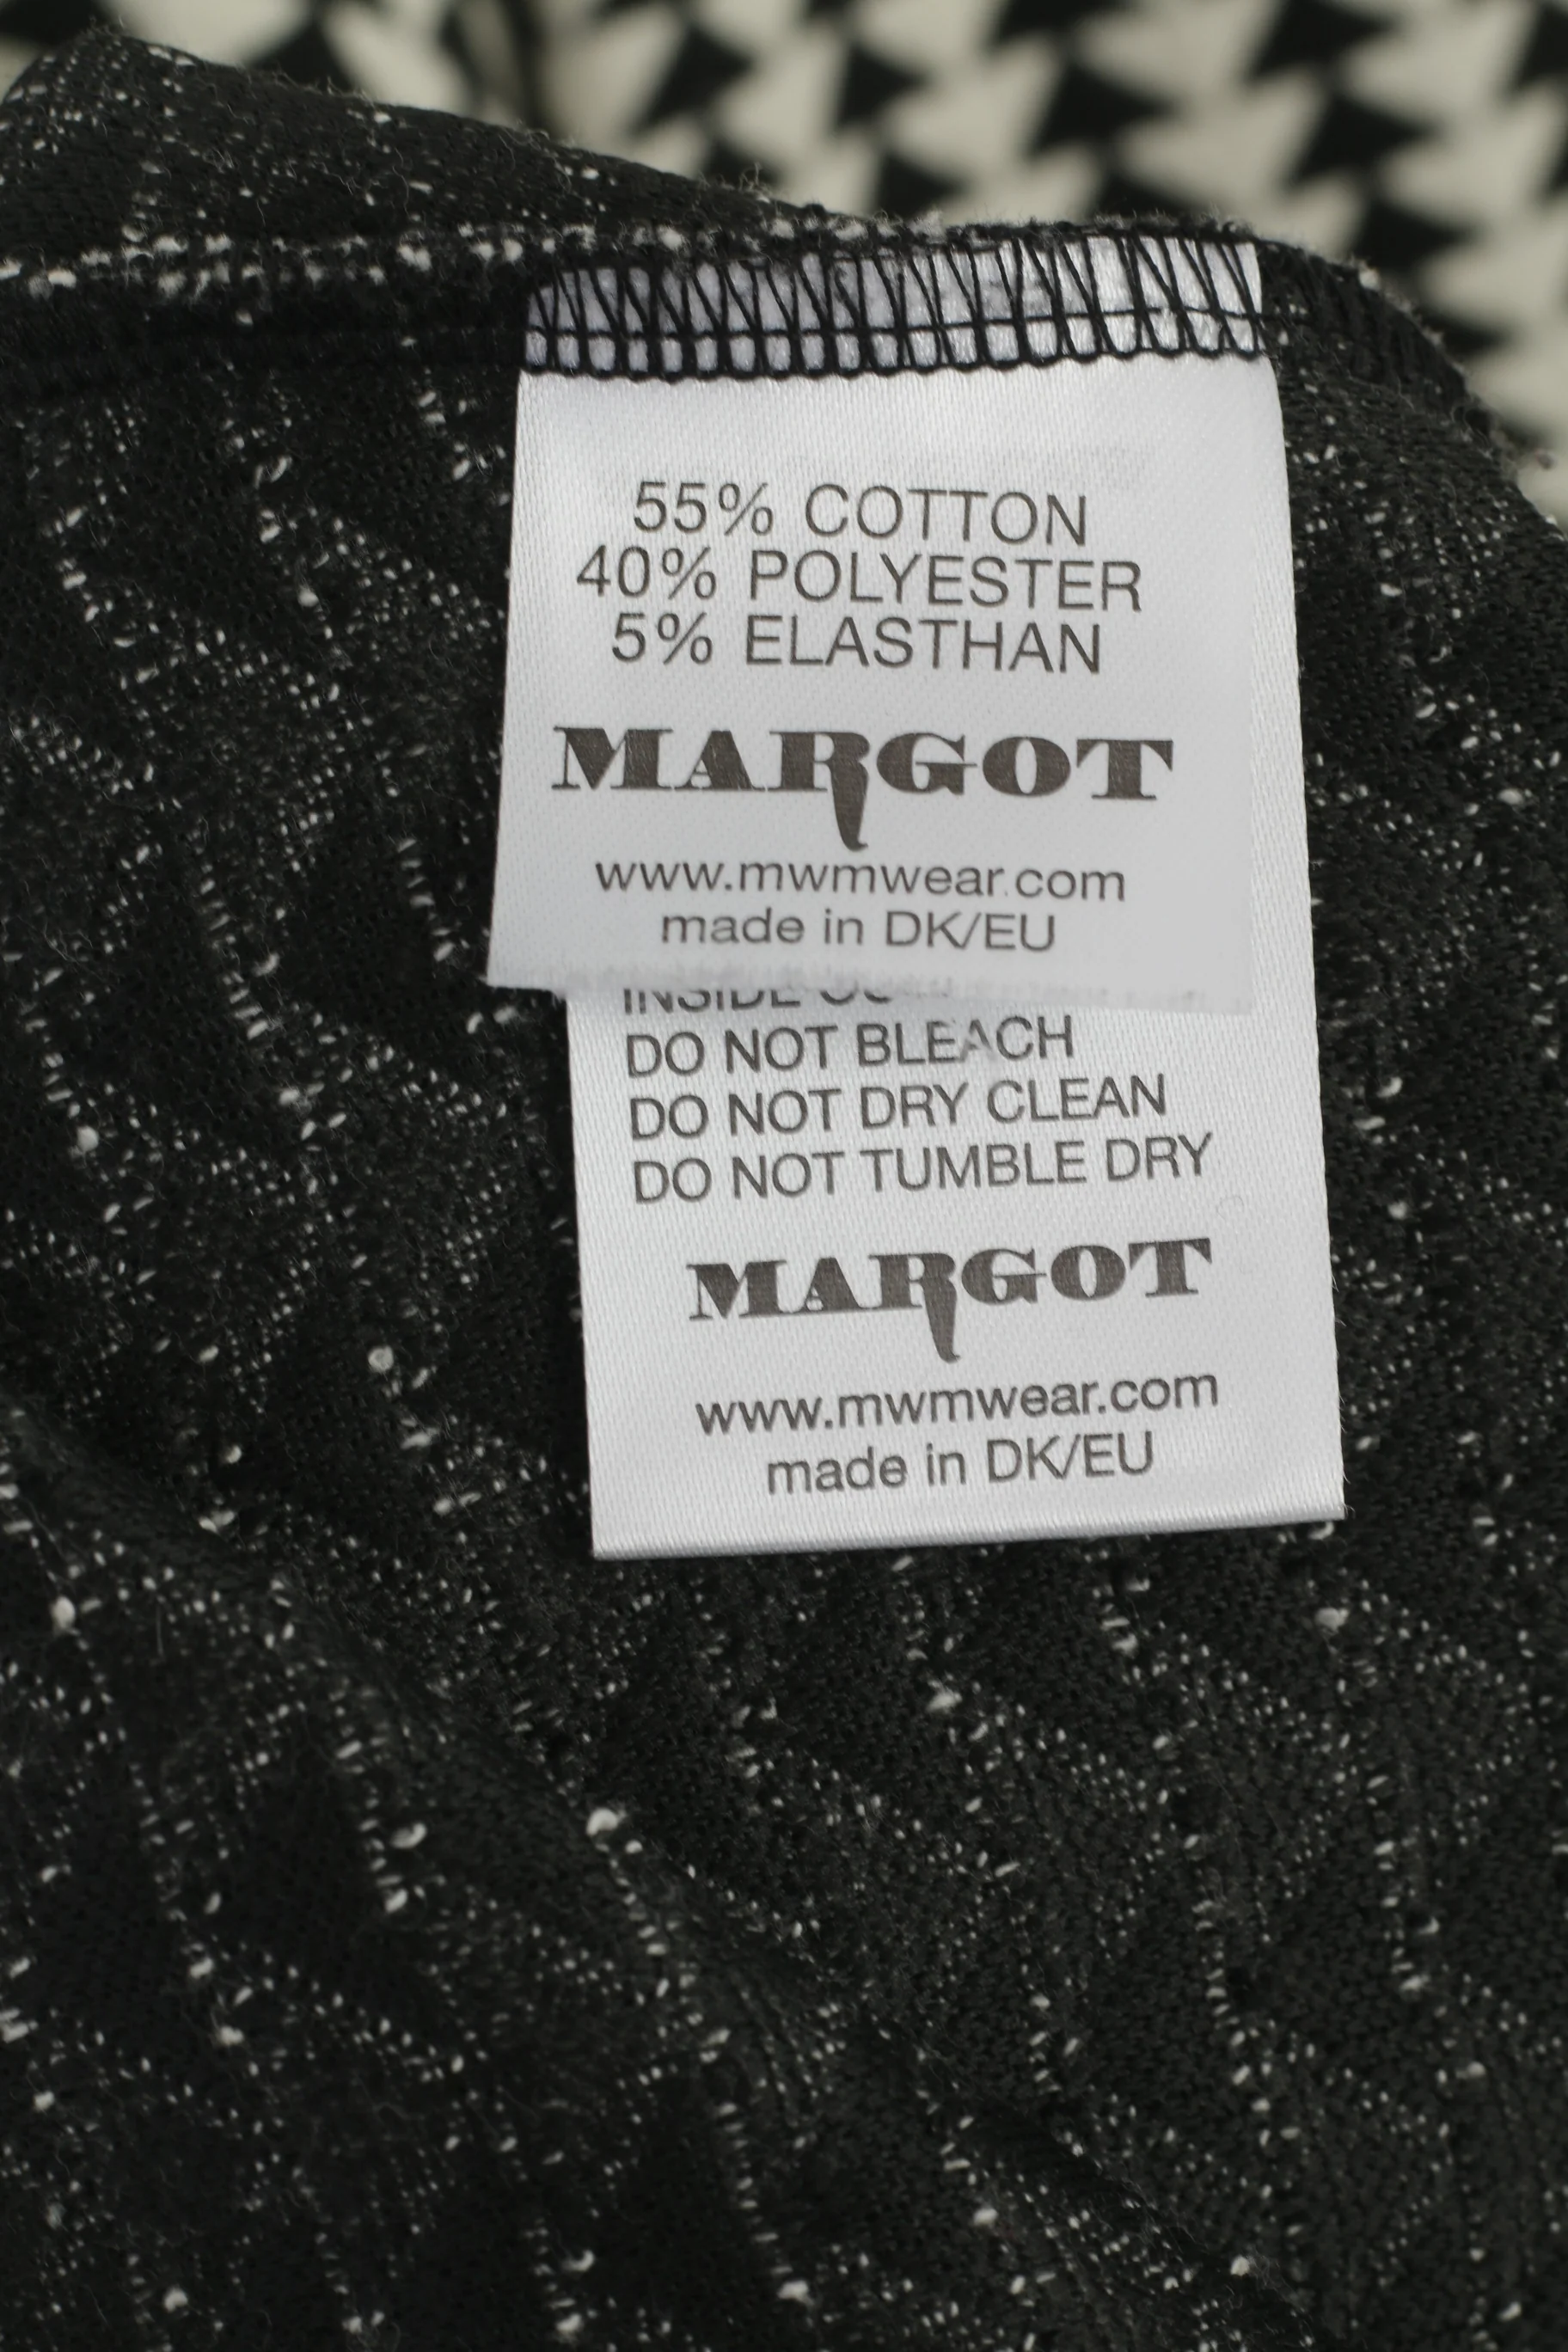 55% COTTON
40% POLYESTER
5% ELASTHAN
MARGOT
www.mwmwear.com
made in DK/EU
INSIDE
DO NOT BLEACH
DO NOT DRY CLEAN
DO NOT TUMBLE DRY
MARGOT
www.mwmwear.com
made in DK/EU